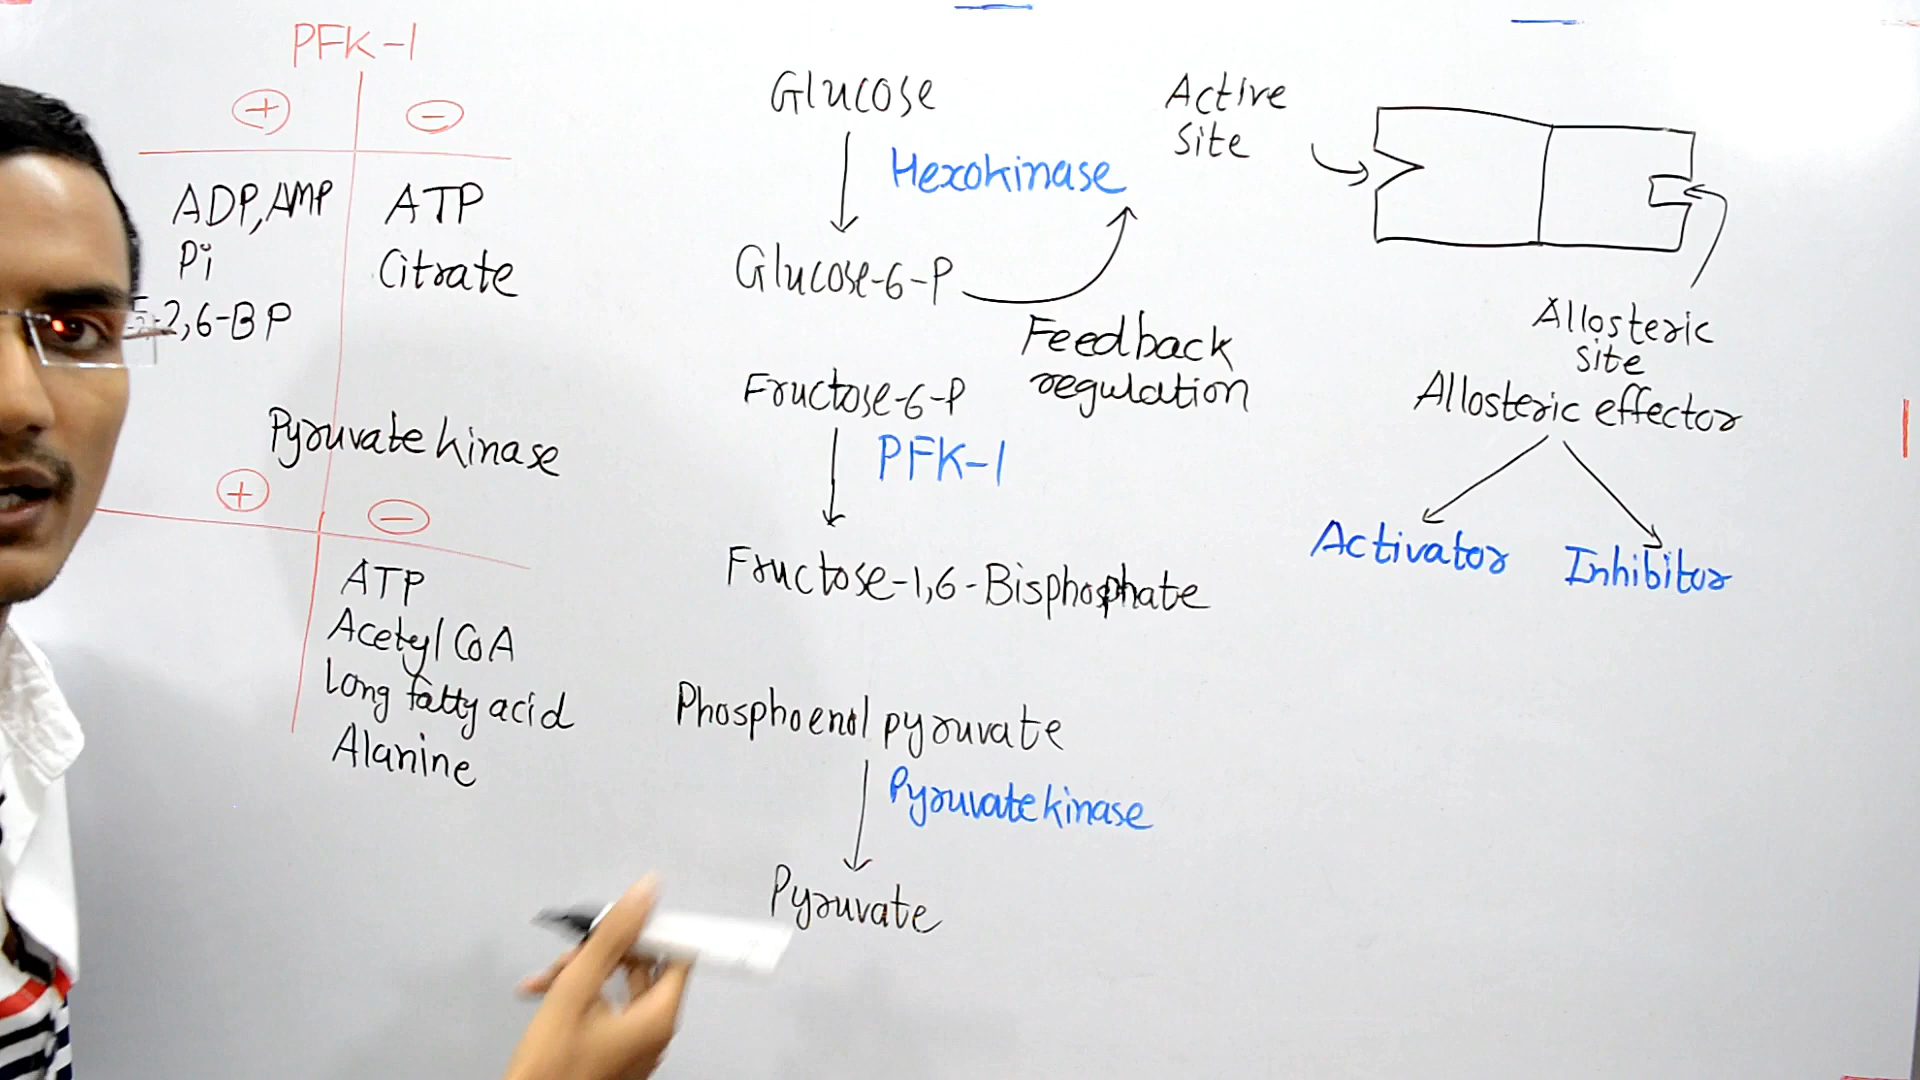 PFK-1
+ -
ADP, AMP
Pi
2,6-BP
ATP
Citrate
Pyruvate kinase
+ -
ATP
Acetyl CoA
Long fatty acid
Alanine
Glucose
Hexokinase
Glucose-6-P
Feedback
regulation
Fructose-6-P
PFK-1
Fructose-1,6-Bisphosphate
Phosphoenol pyruvate
Pyruvate kinase
Pyruvate
Active
site
Allosteric
site
Allosteric effector
Activator Inhibitor